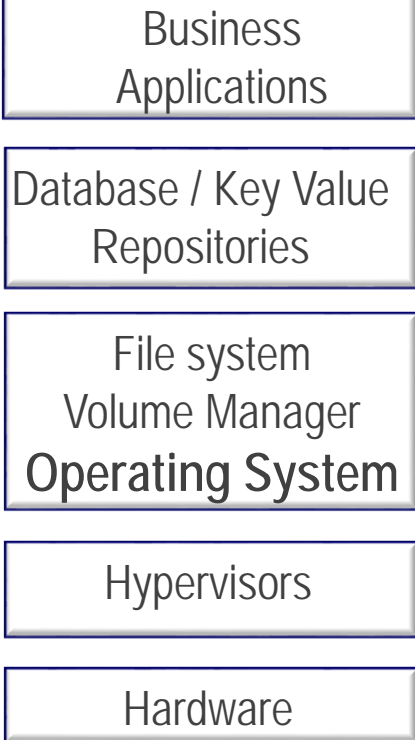 Business
Applications
Database / Key Value
Repositories
File system
Volume Manager
Operating System
Hypervisors
Hardware